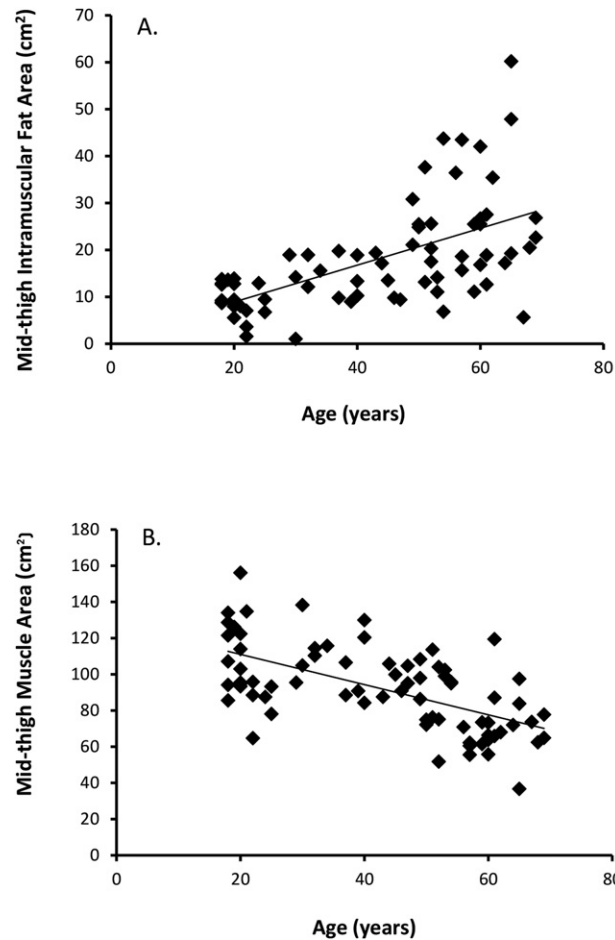 A.
Mid-thigh Intramuscular Fat Area (cm²)
70
60
50
40
30
20
10
0
0 20 40 60 80
Age (years)
B.
Mid-thigh Muscle Area (cm²)
180
160
140
120
100
80
60
40
20
0
0 20 40 60 80
Age (years)